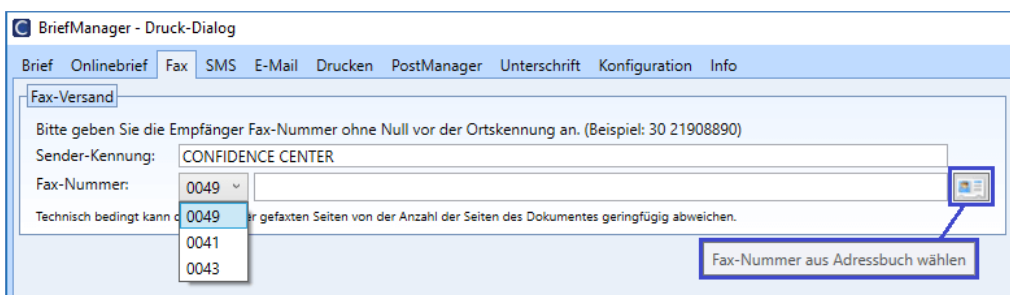 BriefManager - Druck-Dialog
Brief Onlinebrief Fax SMS E-Mail Drucken PostManager Unterschrift Konfiguration Info
Fax-Versand
Bitte geben Sie die Empfänger Fax-Nummer ohne Null vor der Ortskennung an. (Beispiel: 30 21908890)
Sender-Kennung: CONFIDENCE CENTER
Fax-Nummer: 0049
Technisch bedingt kann gefaxten Seiten von der Anzahl der Seiten des Dokumentes geringfügig abweichen.
0049
0041
0043
Fax-Nummer aus Adressbuch wählen